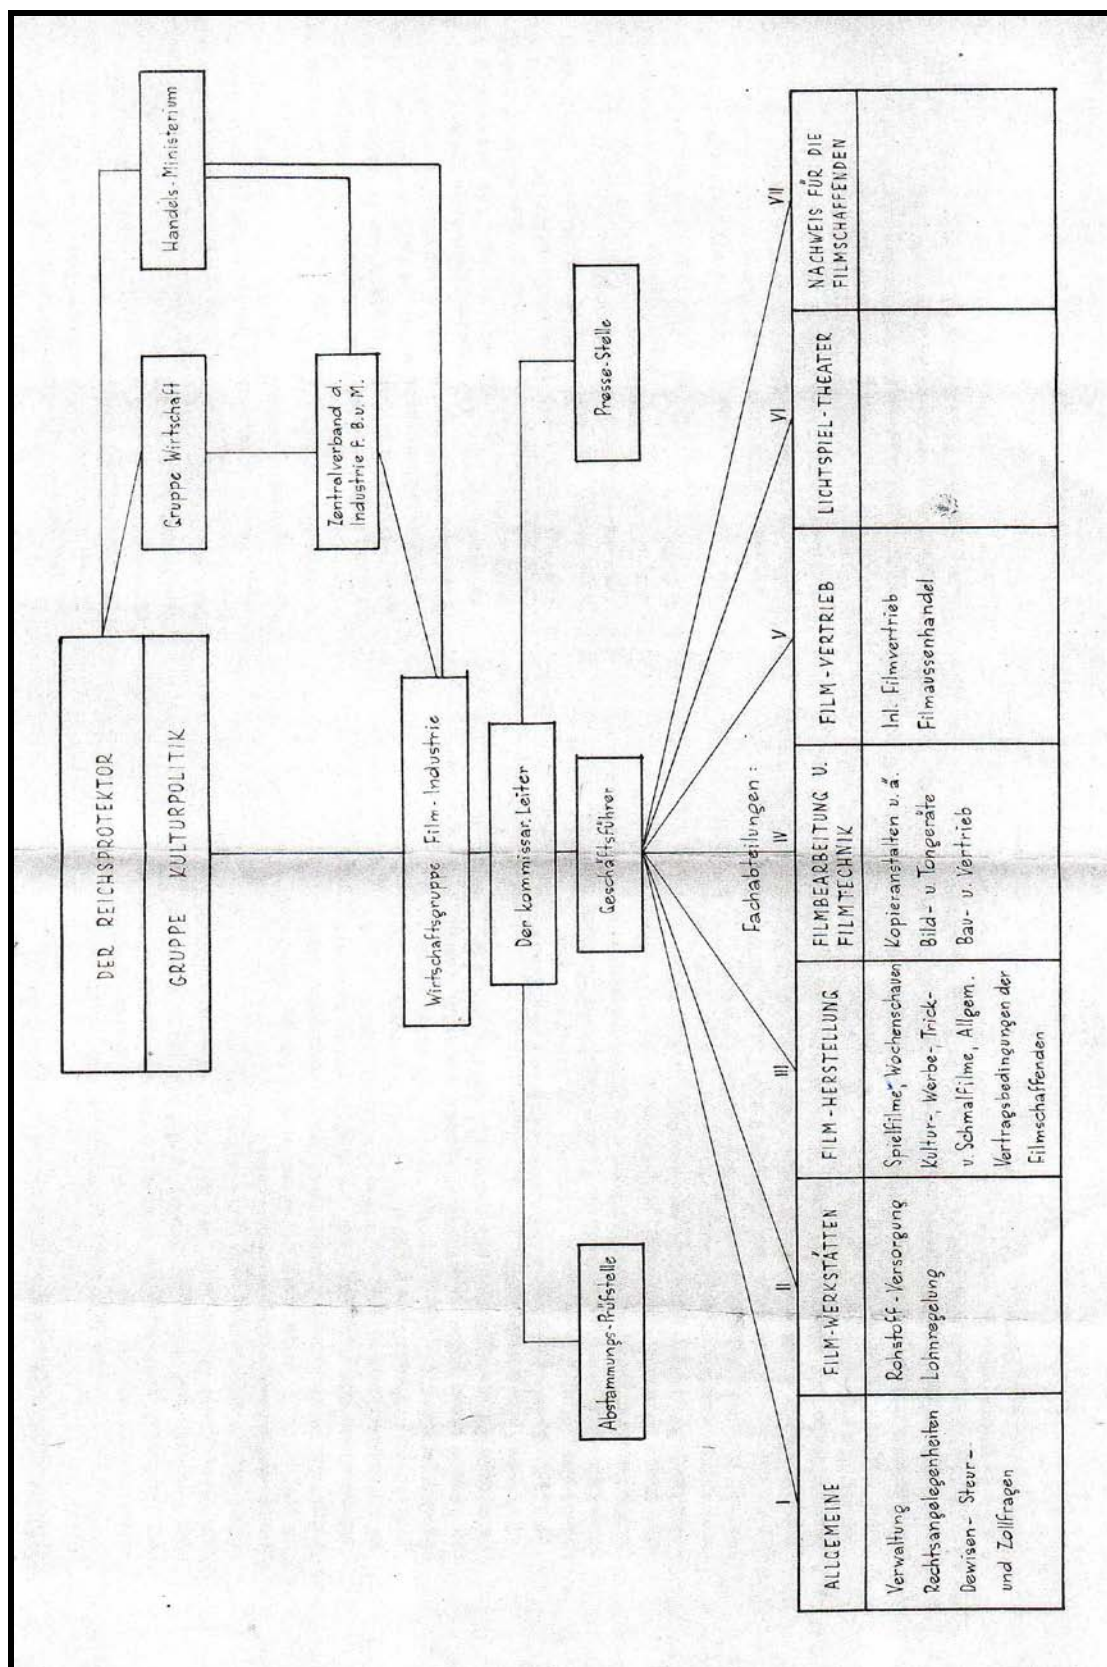 DER REICHSPROTEKTOR
GRUPPE KULTURPOLITIK
Gruppe Wirtschaft
Handels-Ministerium
Zentralverband d.
Industrie f. B. u. M.
Wirtschaftsgruppe Film-Industrie
Der kommissar. Leiter
Abstammungs-Prüfstelle
Geschäftsführer
Presse-Stelle
Fachabteilungen:
I
II
III
IV
V
VI
VII
ALLGEMEINE
Verwaltung
Rechtsangelegenheiten
Dewisen- Steur-
und Zollfragen
FILM-WERKSTÄTTEN
Rohstoff-Versorgung
Lohnregelung
FILM-HERSTELLUNG
Spielfilme, Wochenschauen
Kultur-, Werbe-, Trick-
u. Schmalfilme, Allgem.
Vertragsbedingungen der
Filmschaffenden
FILMBEARBEITUNG U.
FILMTECHNIK
Kopieranstalten u. ä.
Bild- u. Tongeräte
Bau- u. Vertrieb
FILM-VERTRIEB
Inl. Filmvertrieb
Filmaussenhandel
LICHTSPIEL-THEATER
NACHWEIS FÜR DIE
FILMSCHAFFENDEN